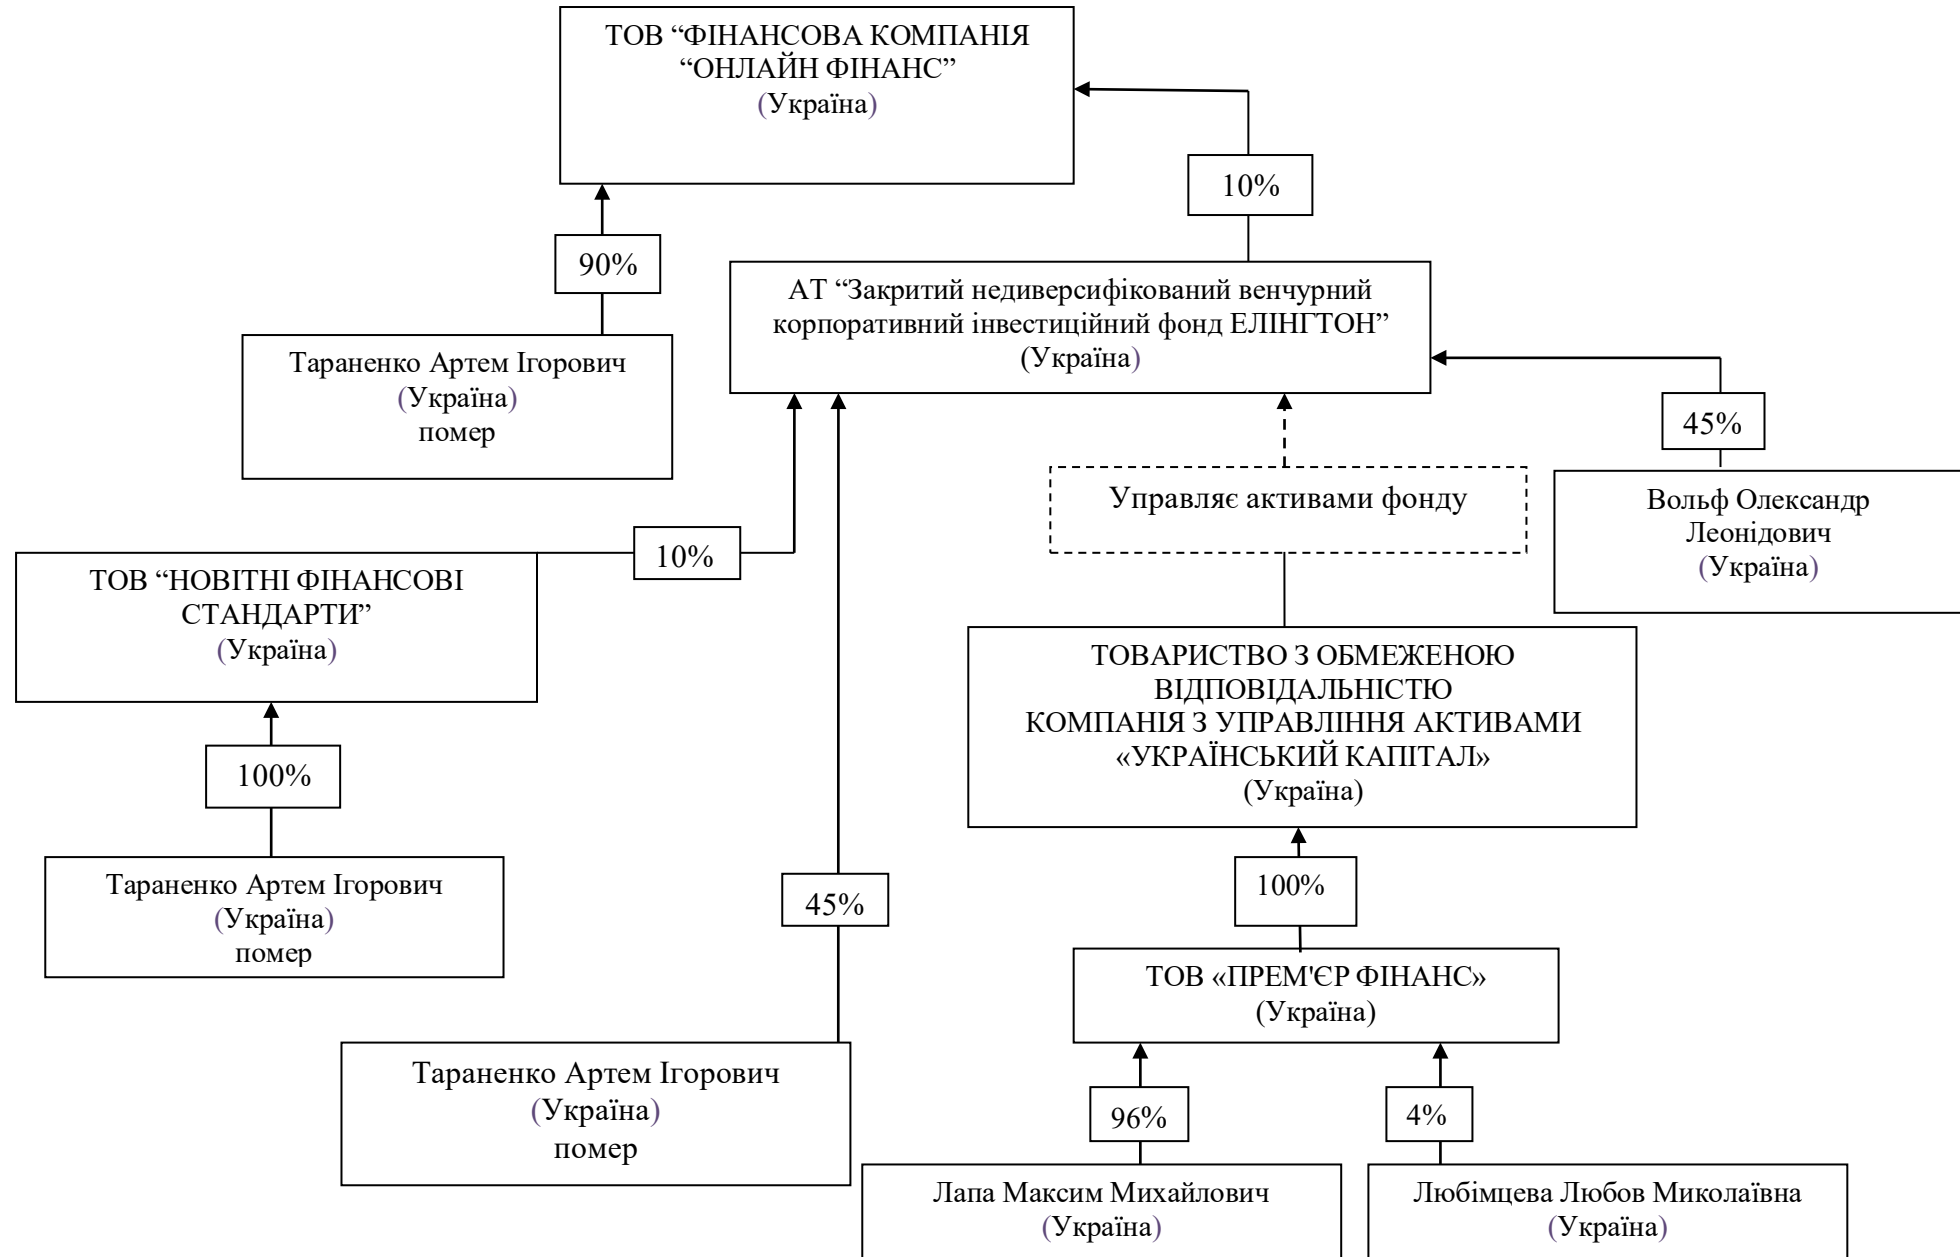 ТОВ “ФІНАНСОВА КОМПАНІЯ
“ОНЛАЙН ФІНАНС”
(Україна)
10%
90%
АТ “Закритий недиверсифікований венчурний
корпоративний інвестиційний фонд ЕЛІНГТОН”
(Україна)
Тараненко Артем Ігорович
(Україна)
помер
45%
Управляє активами фонду
Вольф Олександр
Леонідович
(Україна)
10%
ТОВ “НОВІТНІ ФІНАНСОВІ
СТАНДАРТИ”
(Україна)
ТОВАРИСТВО З ОБМЕЖЕНОЮ
ВІДПОВІДАЛЬНІСТЮ
КОМПАНІЯ З УПРАВЛІННЯ АКТИВАМИ
«УКРАЇНСЬКИЙ КАПІТАЛ»
(Україна)
100%
Тараненко Артем Ігорович
(Україна)
помер
45%
100%
ТОВ «ПРЕМ'ЄР ФІНАНС»
(Україна)
Тараненко Артем Ігорович
(Україна)
помер
96%
4%
Лапа Максим Михайлович
(Україна)
Любімцева Любов Миколаївна
(Україна)